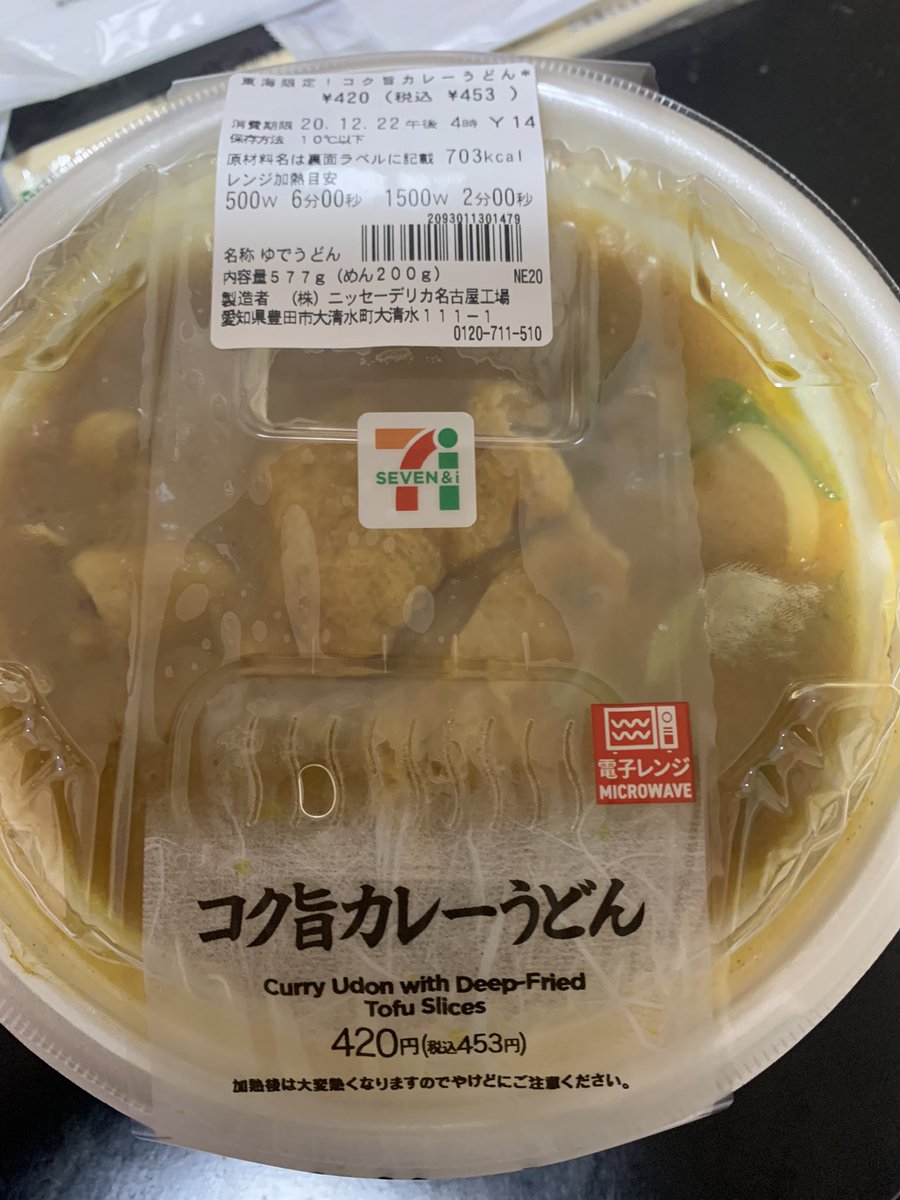 東海限定!コク旨カレーうどん*
¥420 (税込 ¥453 )
消費期限 20.12.22午後 4時 Y14
保存方法 10℃以下
原材料名は裏面ラベルに記載 703kcal
レンジ加熱目安
500W 6分00秒 1500W 2分00秒
2093011301479
名称 ゆでうどん
内容量577g(めん200g) NE20
製造者 (株)ニッセーデリカ名古屋工場
愛知県豊田市大清水町大清水111-1
0120-711-510
7i
SEVEN&i
電子レンジ
MICROWAVE
コク旨カレーうどん
Curry Udon with Deep-Fried
Tofu Slices
420円(税込453円)
加熱後は大変熱くなりますのでやけどにご注意ください。